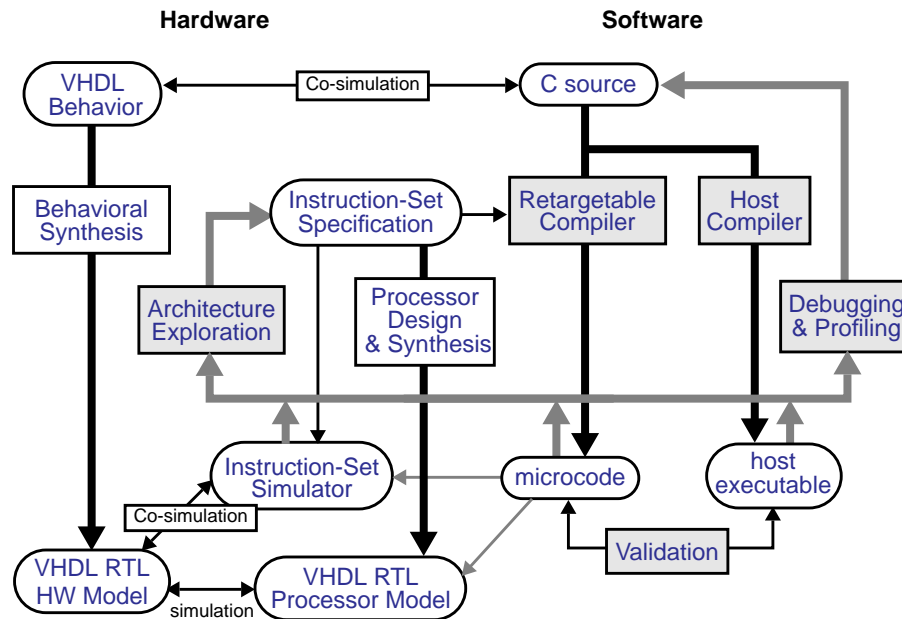 Hardware
Software
VHDL
Behavior
Co-simulation
C source
Behavioral
Synthesis
Instruction-Set
Specification
Retargetable
Compiler
Host
Compiler
Architecture
Exploration
Processor
Design
& Synthesis
Debugging
& Profiling
Instruction-Set
Simulator
microcode
host
executable
Co-simulation
Validation
VHDL RTL
HW Model
simulation
VHDL RTL
Processor Model